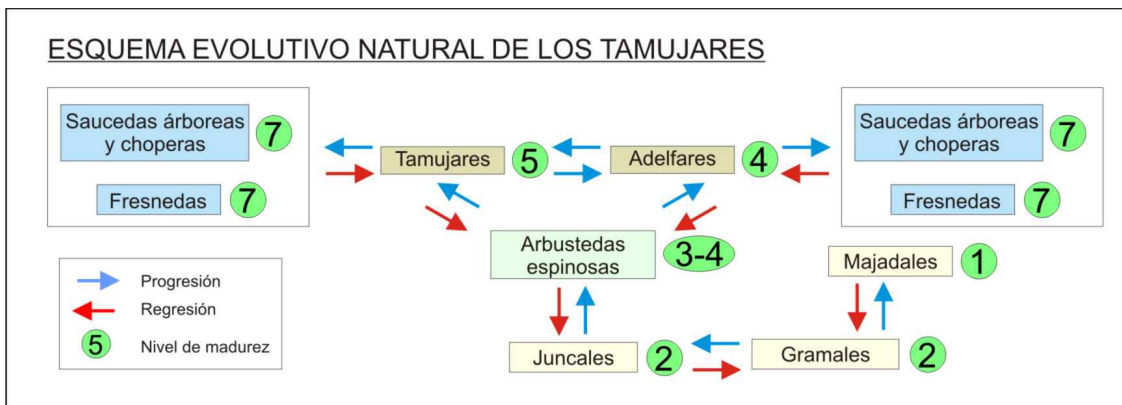 ESQUEMA EVOLUTIVO NATURAL DE LOS TAMUJARES
Saucedas árboreas
y choperas
7
Fresnedas
7
Tamujares
5
Adelfares
4
Saucedas árboreas
y choperas
7
Fresnedas
7
Arbustedas
espinosas
3-4
Majadales
1
Juncales
2
Gramales
2
Progresión
Regresión
5
Nivel de madurez